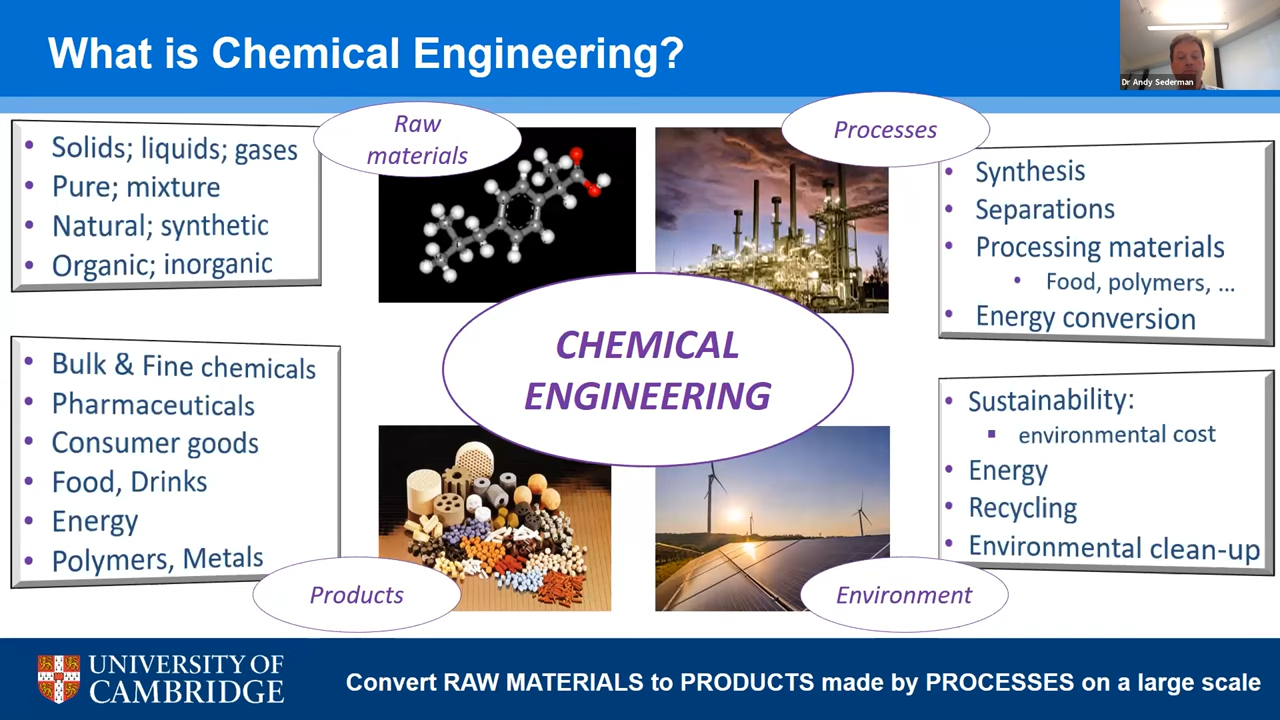 What is Chemical Engineering?
Dr Andy Sederman
Raw
materials
Solids; liquids; gases
Pure; mixture
Natural; synthetic
Organic; inorganic
Processes
Synthesis
Separations
Processing materials
Food, polymers, ...
Energy conversion
CHEMICAL
ENGINEERING
Bulk & Fine chemicals
Pharmaceuticals
Consumer goods
Food, Drinks
Energy
Polymers, Metals
Products
Sustainability:
environmental cost
Energy
Recycling
Environmental clean-up
Environment
UNIVERSITY OF
CAMBRIDGE
Convert RAW MATERIALS to PRODUCTS made by PROCESSES on a large scale